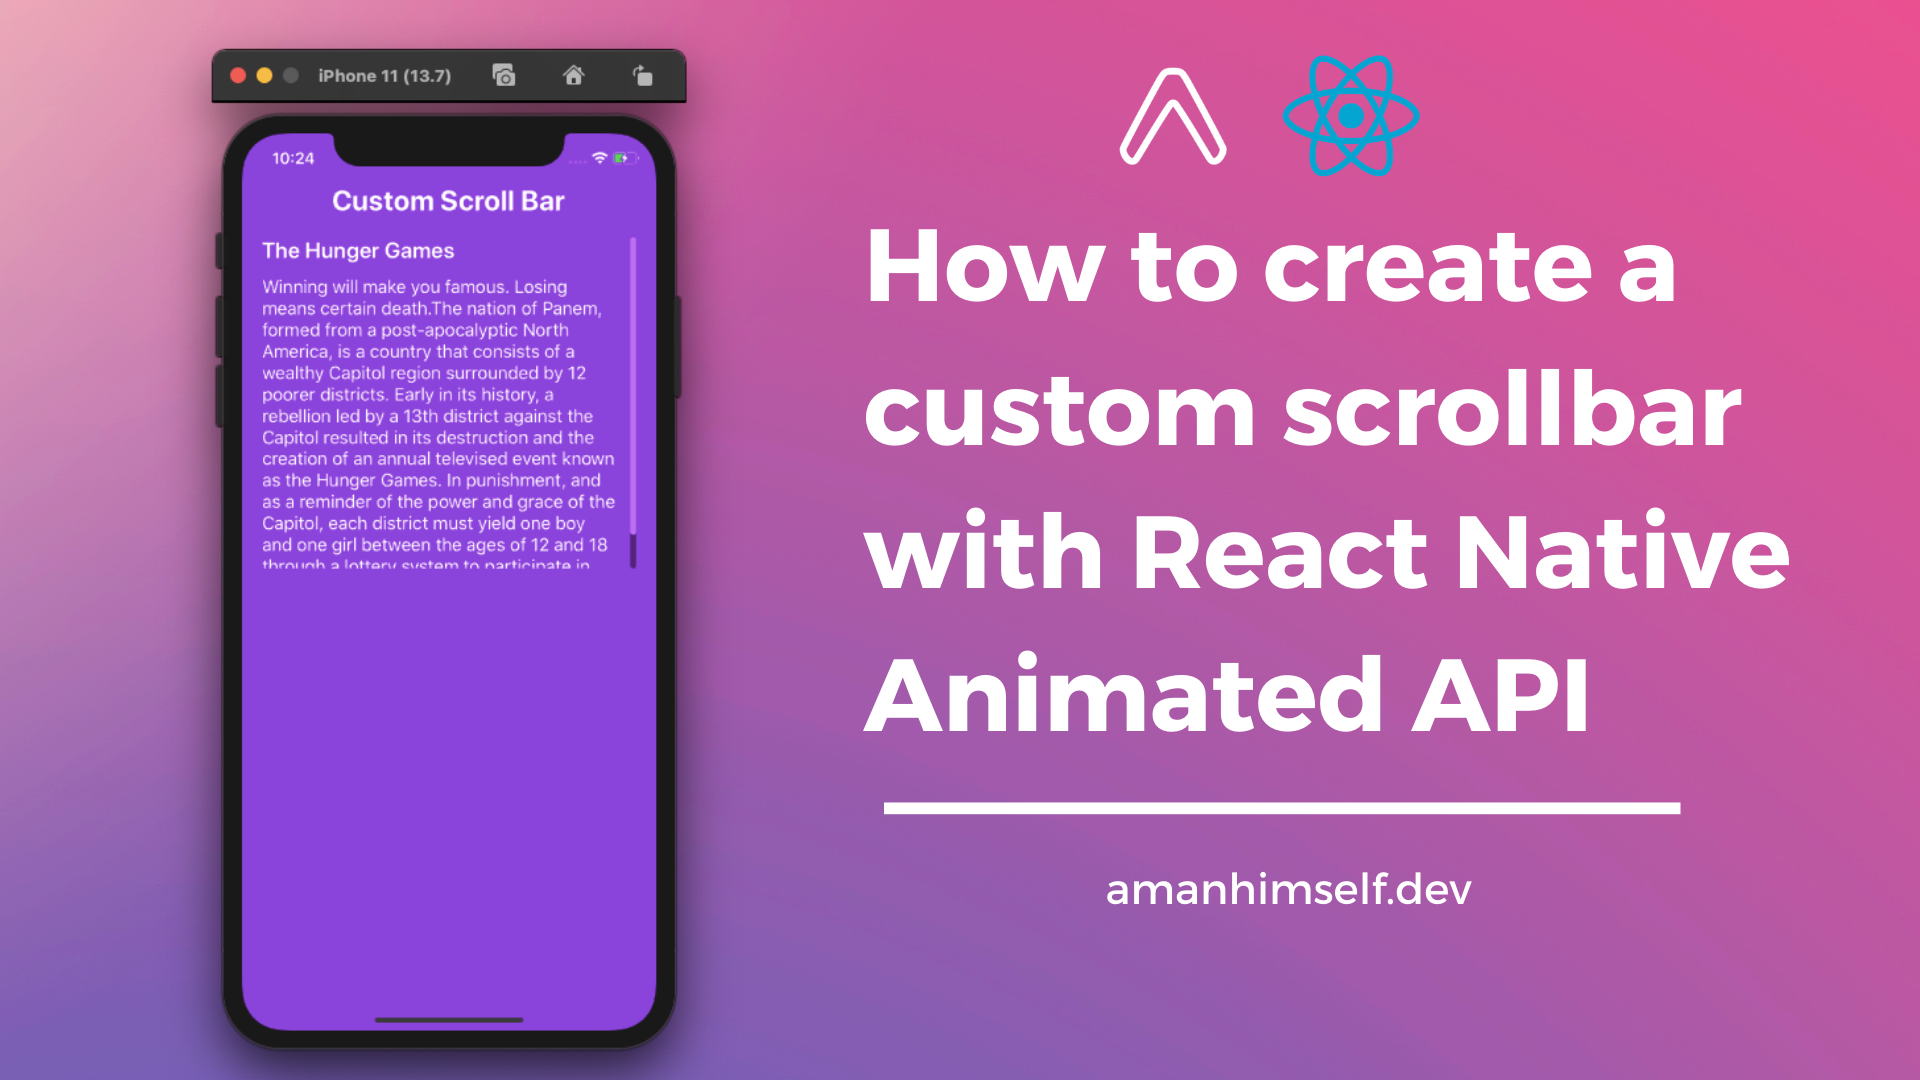 iPhone 11 (13.7)
10:24
Custom Scroll Bar
The Hunger Games
Winning will make you famous. Losing
means certain death.The nation of Panem,
formed from a post-apocalyptic North
America, is a country that consists of a
wealthy Capitol region surrounded by 12
poorer districts. Early in its history, a
rebellion led by a 13th district against the
Capitol resulted in its destruction and the
creation of an annual televised event known
as the Hunger Games. In punishment, and
as a reminder of the power and grace of the
Capitol, each district must yield one boy
and one girl between the ages of 12 and 18
through a lottery system to participate in
How to create a
custom scrollbar
with React Native
Animated API
amanhimself.dev